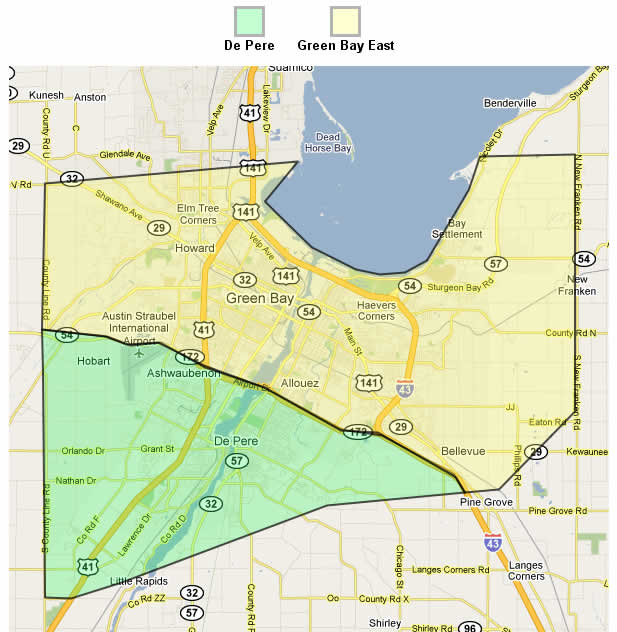 De Pere
Green Bay East
Suamico
Kunesh
Anston
Velp Ave
Lakeview Dr
41
Benderville
Sturgeon Bay
County Rd U
C
29
Glendale Ave
Dead
Horse Bay
Nicolet Dr
N New Franken Rd
V Rd
32
141
Shawano Ave
Elm Tree
Corners
141
29
Howard
Velp Ave
Bay
Settlement
57
54
County Line Rd
32
141
Green Bay
54
54
Sturgeon Bay Rd
New
Franken
Haevers
Corners
Austin Straubel
International
Airport
41
Main St
County Rd N
54
172
Hobart
Ashwaubenon
Airport Dr
Allouez
141
43
S New Franken Rd
JJ
Eaton Rd
De Pere
172
29
Bellevue
Phillips Rd
29
Kewaunee
Orlando Dr
Grant St
57
Nathan Dr
S County Line Rd
32
Pine Grove
Pine Grove Rd
Co Rd F
Lawrence Dr
Co Rd D
43
Chicago St
Langes Corners Rd
Langes
Corners
41
Little Rapids
32
County Rd F
Co Rd ZZ
57
G
Oo
County Rd X
Shirley
Shirley Rd
96